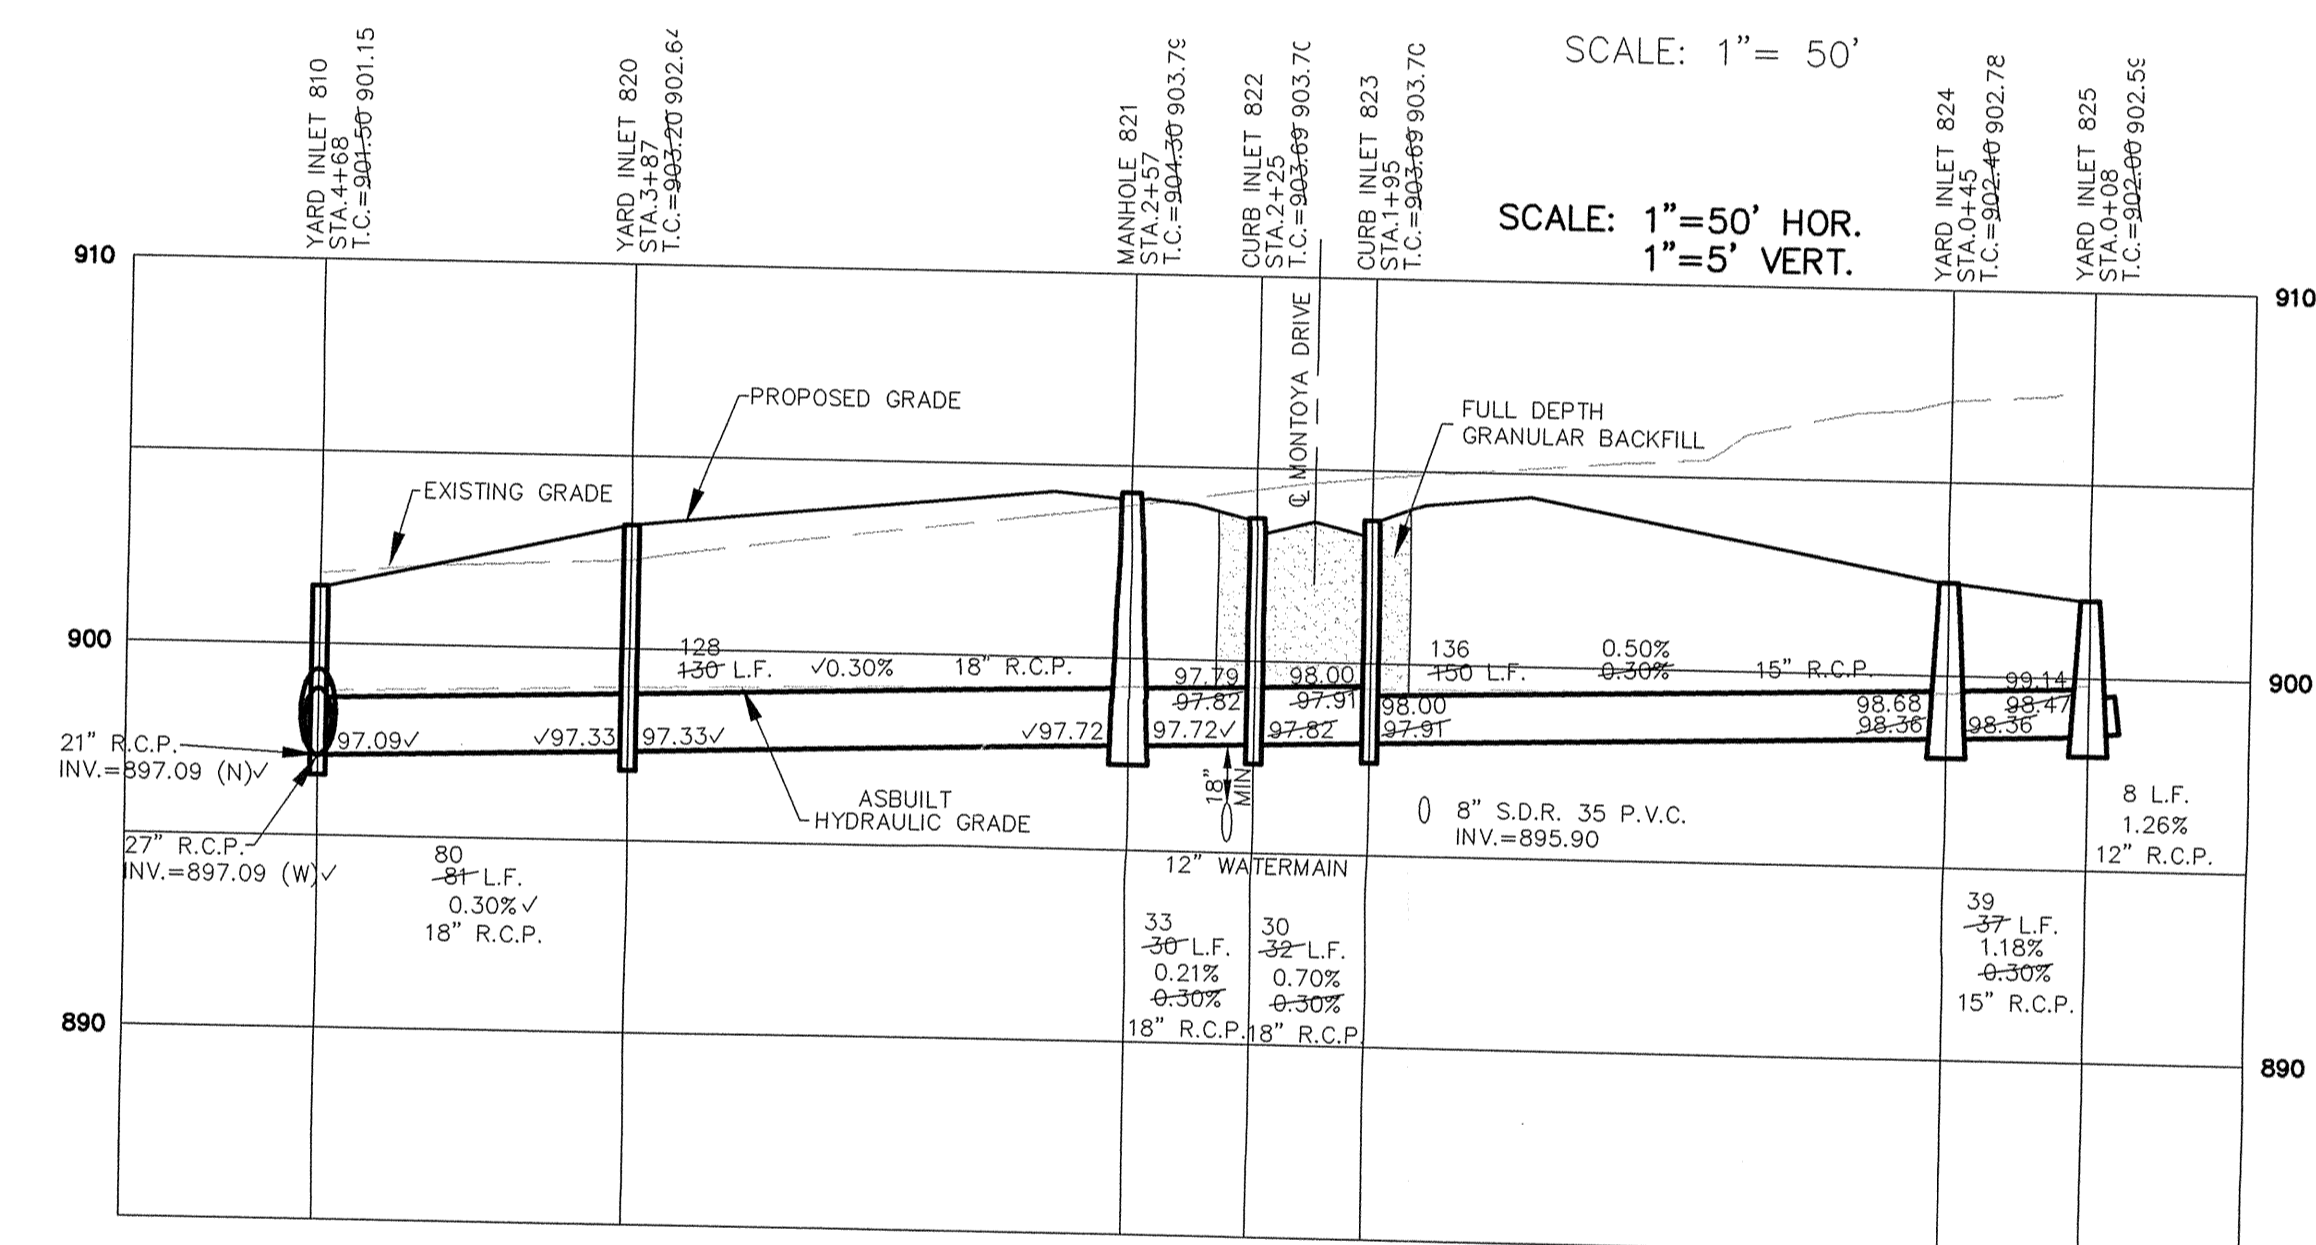 SCALE: 1"= 50'
SCALE: 1"=50' HOR.
1"=5' VERT.
YARD INLET 810
STA.4+68
T.C.=901.50 901.15
YARD INLET 820
STA.3+87
T.C.=903.20 902.64
MANHOLE 821
STA.2+57
T.C.=904.30 903.79
CURB INLET 822
STA.2+25
T.C.=903.69 903.70
CURB INLET 823
STA.1+95
T.C.=903.69 903.70
YARD INLET 824
STA.0+45
T.C.=902.40 902.78
YARD INLET 825
STA.0+08
T.C.=902.00 902.59
910
910
℄ MONTOYA DRIVE
PROPOSED GRADE
EXISTING GRADE
FULL DEPTH
GRANULAR BACKFILL
900
900
128
130 L.F. ✓0.30% 18" R.C.P.
136
150 L.F.
0.50%
0.30%
15" R.C.P.
97.79
97.82
98.00
97.91
98.00
97.91
98.68
98.36
99.14
98.47
98.36
97.09✓
✓97.33
97.33✓
✓97.72
97.72✓
97.82
21" R.C.P.
INV.=897.09 (N)✓
27" R.C.P.
INV.=897.09 (W)✓
ASBUILT
HYDRAULIC GRADE
18"
MIN
12" WATERMAIN
8" S.D.R. 35 P.V.C.
INV.=895.90
8 L.F.
1.26%
12" R.C.P.
80
81 L.F.
0.30%✓
18" R.C.P.
33
30 L.F.
0.21%
0.30%
18" R.C.P.
30
32 L.F.
0.70%
0.30%
18" R.C.P.
39
37 L.F.
1.18%
0.30%
15" R.C.P.
890
890